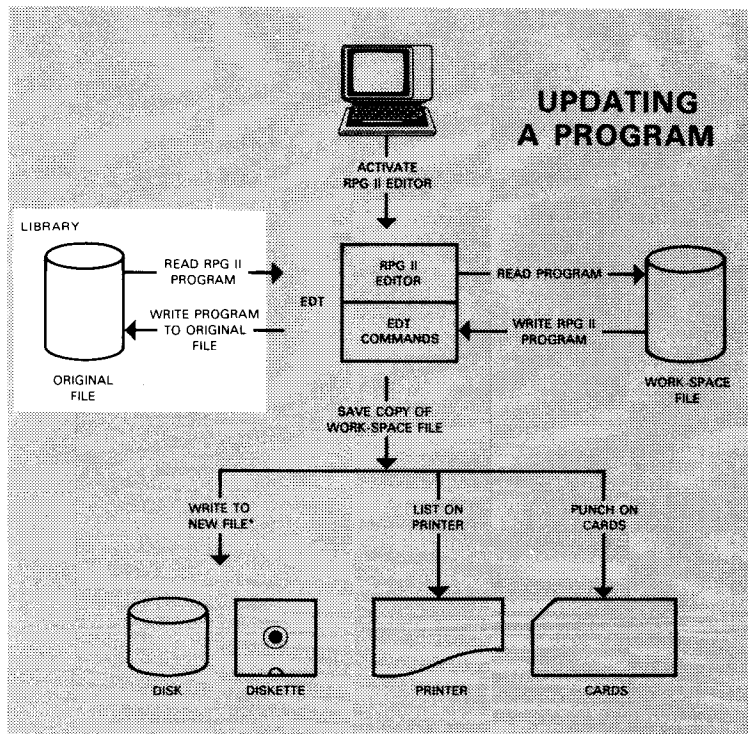 UPDATING
A PROGRAM
ACTIVATE
RPG II EDITOR
LIBRARY
READ RPG II
PROGRAM
WRITE PROGRAM
TO ORIGINAL
FILE
ORIGINAL
FILE
EDT
RPG II
EDITOR
EDT
COMMANDS
READ PROGRAM
WRITE RPG II
PROGRAM
WORK-SPACE
FILE
SAVE COPY OF
WORK-SPACE FILE
WRITE TO
NEW FILE*
LIST ON
PRINTER
PUNCH ON
CARDS
DISK
DISKETTE
PRINTER
CARDS